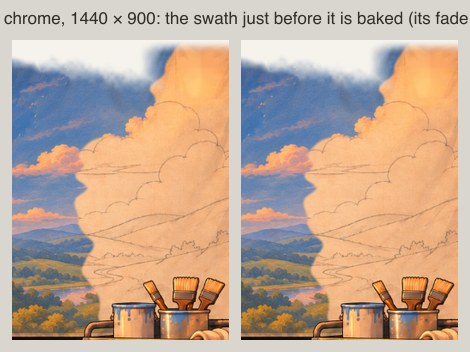 chrome, 1440 × 900: the swath just before it is baked (its fade